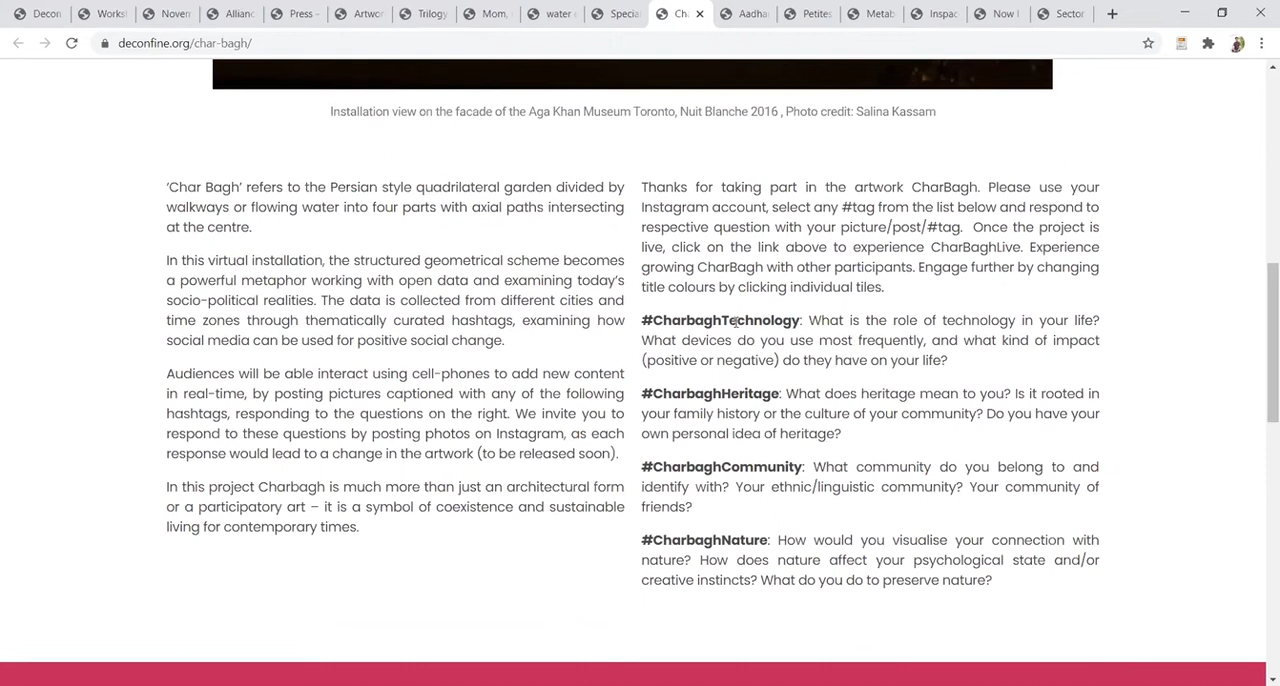 Decon
Works
Novem
Allian
Press –
Artwor
Trilogy
Mom,
water
Specia
Cha
Aadha
Petites
Metab
Inspac
Now I
Sector
deconfine.org/char-bagh/
Installation view on the facade of the Aga Khan Museum Toronto, Nuit Blanche 2016 , Photo credit: Salina Kassam
‘Char Bagh’ refers to the Persian style quadrilateral garden divided by
walkways or flowing water into four parts with axial paths intersecting
at the centre.
In this virtual installation, the structured geometrical scheme becomes
a powerful metaphor working with open data and examining today’s
socio-political realities. The data is collected from different cities and
time zones through thematically curated hashtags, examining how
social media can be used for positive social change.
Audiences will be able interact using cell-phones to add new content
in real-time, by posting pictures captioned with any of the following
hashtags, responding to the questions on the right. We invite you to
respond to these questions by posting photos on Instagram, as each
response would lead to a change in the artwork (to be released soon).
In this project Charbagh is much more than just an architectural form
or a participatory art – it is a symbol of coexistence and sustainable
living for contemporary times.
Thanks for taking part in the artwork CharBagh. Please use your
Instagram account, select any #tag from the list below and respond to
respective question with your picture/post/#tag. Once the project is
live, click on the link above to experience CharBaghLive. Experience
growing CharBagh with other participants. Engage further by changing
title colours by clicking individual tiles.
#CharbaghTechnology: What is the role of technology in your life?
What devices do you use most frequently, and what kind of impact
(positive or negative) do they have on your life?
#CharbaghHeritage: What does heritage mean to you? Is it rooted in
your family history or the culture of your community? Do you have your
own personal idea of heritage?
#CharbaghCommunity: What community do you belong to and
identify with? Your ethnic/linguistic community? Your community of
friends?
#CharbaghNature: How would you visualise your connection with
nature? How does nature affect your psychological state and/or
creative instincts? What do you do to preserve nature?